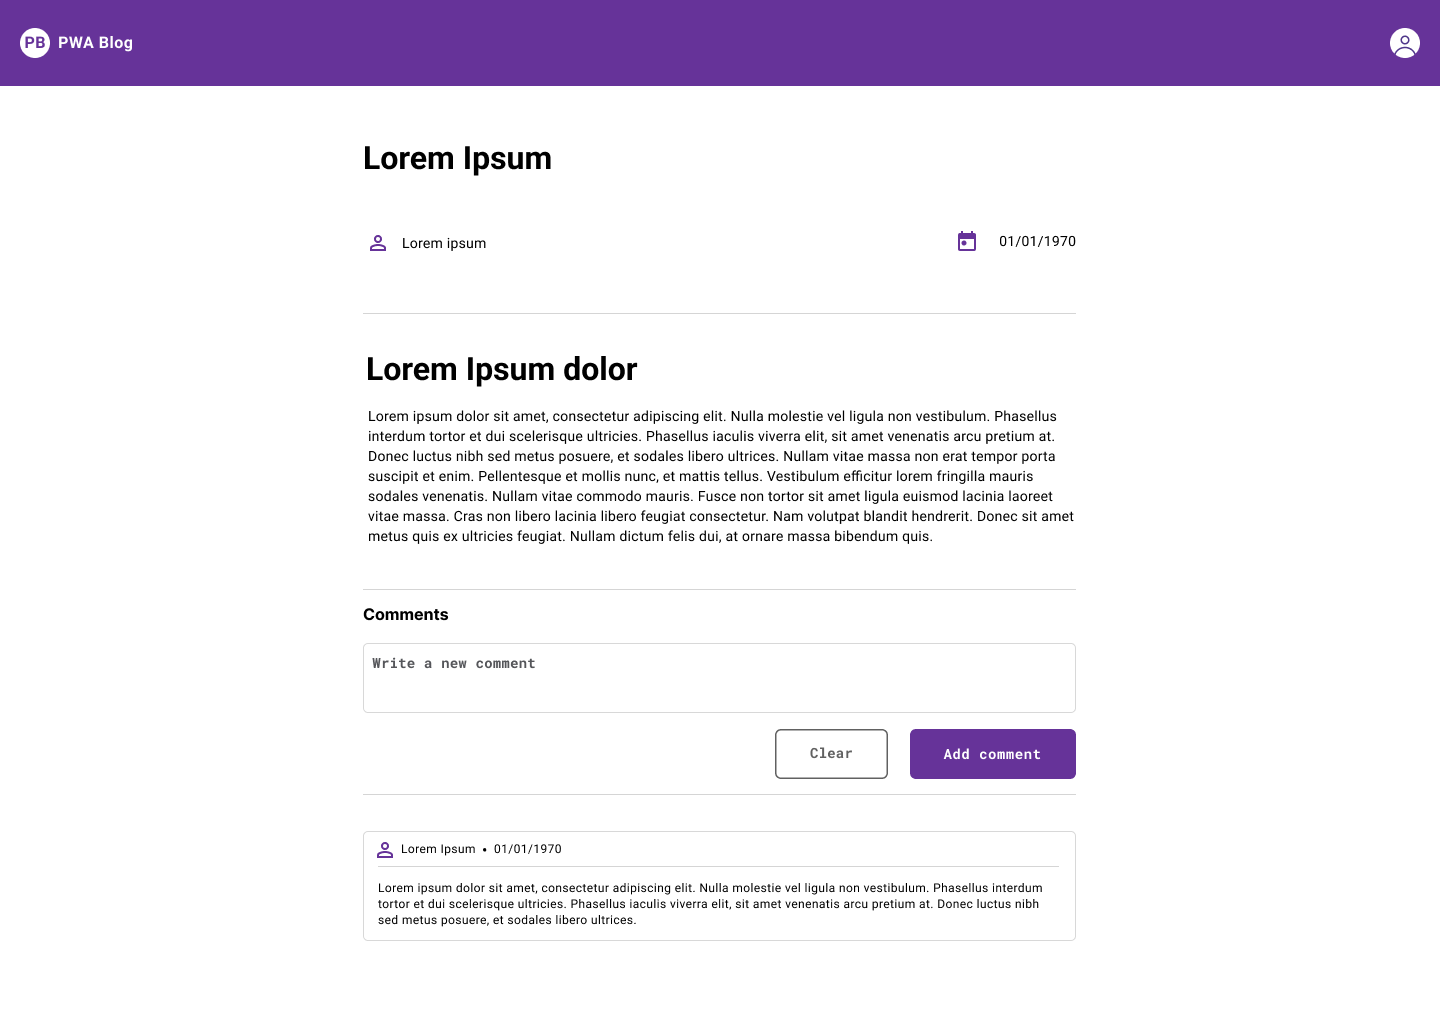 PB PWA Blog
Lorem Ipsum
Lorem ipsum 01/01/1970
Lorem Ipsum dolor
Lorem ipsum dolor sit amet, consectetur adipiscing elit. Nulla molestie vel ligula non vestibulum. Phasellus
interdum tortor et dui scelerisque ultricies. Phasellus iaculis viverra elit, sit amet venenatis arcu pretium at.
Donec luctus nibh sed metus posuere, et sodales libero ultrices. Nullam vitae massa non erat tempor porta
suscipit et enim. Pellentesque et mollis nunc, et mattis tellus. Vestibulum efficitur lorem fringilla mauris
sodales venenatis. Nullam vitae commodo mauris. Fusce non tortor sit amet ligula euismod lacinia laoreet
vitae massa. Cras non libero lacinia libero feugiat consectetur. Nam volutpat blandit hendrerit. Donec sit amet
metus quis ex ultricies feugiat. Nullam dictum felis dui, at ornare massa bibendum quis.
Comments
Write a new comment
Clear Add comment
Lorem Ipsum • 01/01/1970
Lorem ipsum dolor sit amet, consectetur adipiscing elit. Nulla molestie vel ligula non vestibulum. Phasellus interdum
tortor et dui scelerisque ultricies. Phasellus iaculis viverra elit, sit amet venenatis arcu pretium at. Donec luctus nibh
sed metus posuere, et sodales libero ultrices.